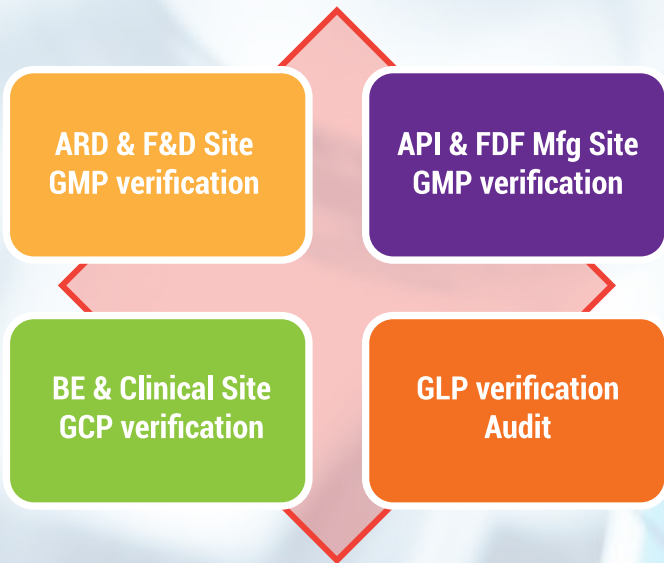 ARD & F&D Site
GMP verification
API & FDF Mfg Site
GMP verification
BE & Clinical Site
GCP verification
GLP verification
Audit